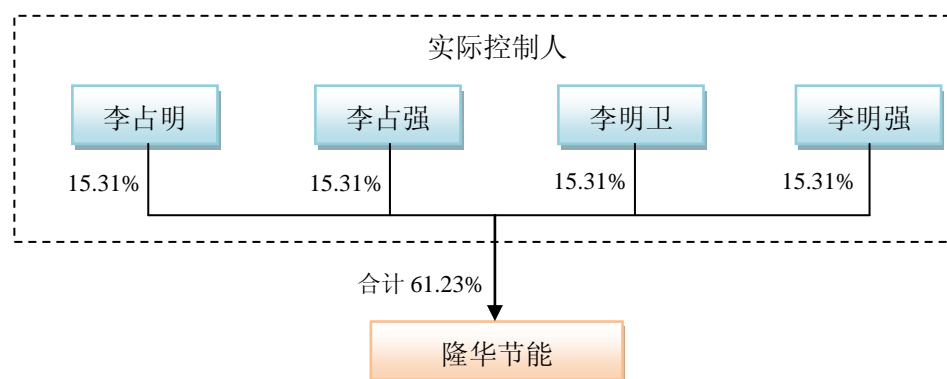 实际控制人
李占明 李占强 李明卫 李明强
15.31% 15.31% 15.31% 15.31%
合计 61.23%
隆华节能